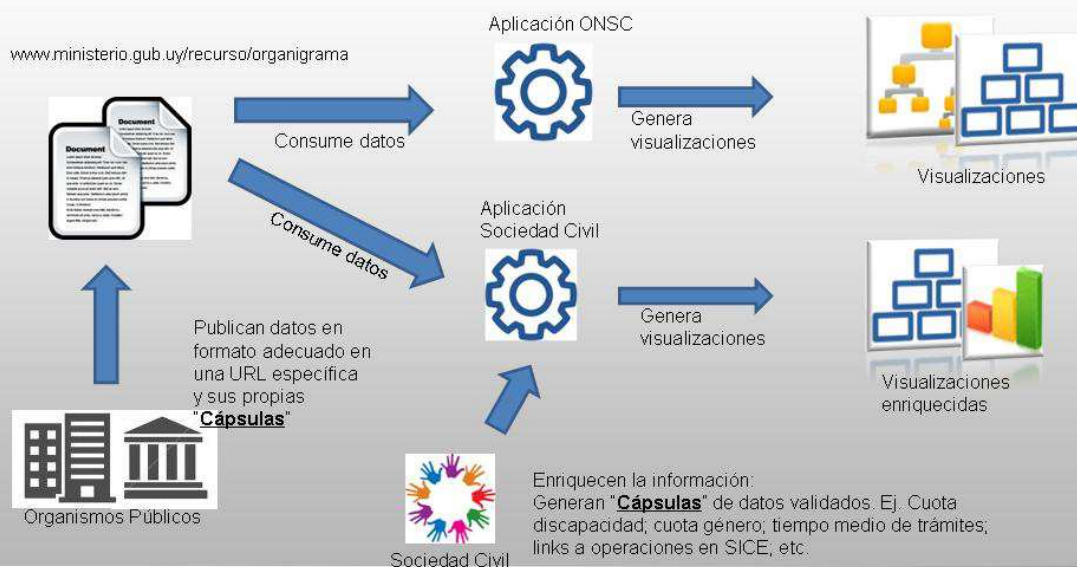 Aplicación ONSC
www.ministerio.gub.uy/recurso/organigrama
Document
Document
Consume datos
Genera
visualizaciones
Visualizaciones
Consume datos
Aplicación
Sociedad Civil
Genera
visualizaciones
Publican datos en
formato adecuado en
una URL específica
y sus propias
"Cápsulas"
Visualizaciones
enriquecidas
Organismos Públicos
Enriquecen la información:
Generan "Cápsulas" de datos validados. Ej. Cuota
discapacidad; cuota género; tiempo medio de trámites;
links a operaciones en SICE; etc.
Sociedad Civil